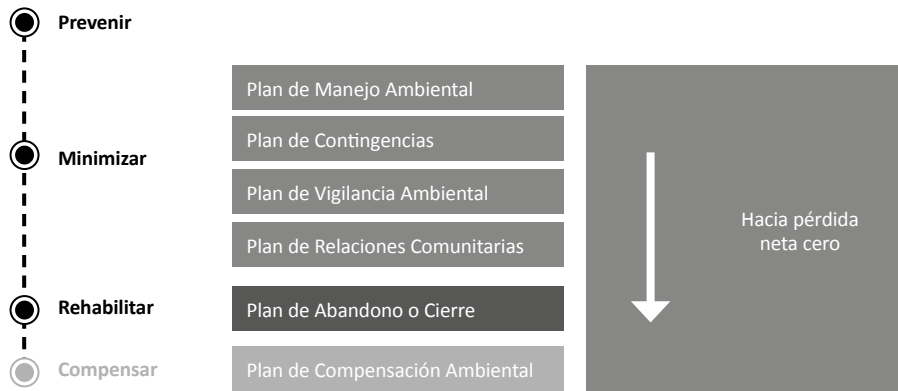 Prevenir
Plan de Manejo Ambiental
Plan de Contingencias
Minimizar
Plan de Vigilancia Ambiental
Plan de Relaciones Comunitarias
Hacia pérdida
neta cero
Rehabilitar
Plan de Abandono o Cierre
Compensar
Plan de Compensación Ambiental